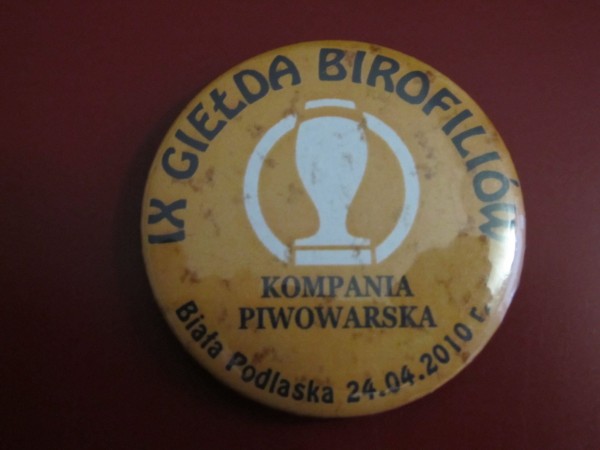 IX GIEŁDA BIROFILIÓW
KOMPANIA
PIWOWARSKA
Biała Podlaska 24.04.2010 r.